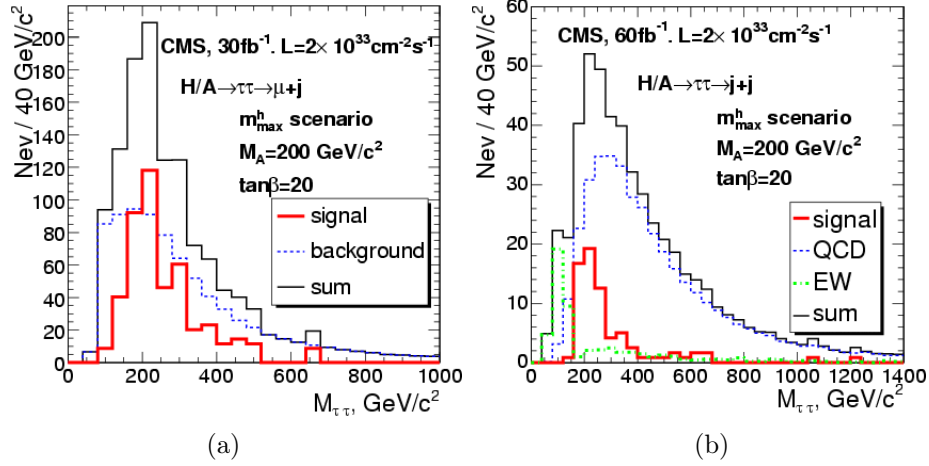 Nev / 40 GeV/c²
200
180
160
140
120
100
80
60
40
20
0
CMS, 30fb⁻¹. L=2× 10³³cm⁻²s⁻¹
H/A→ττ→μ+j
mʰmax scenario
M_A=200 GeV/c²
tanβ=20
signal
background
sum
0 200 400 600 800 1000
M_ττ, GeV/c²
(a)
Nev / 40 GeV/c²
60
50
40
30
20
10
0
CMS, 60fb⁻¹. L=2× 10³³cm⁻²s⁻¹
H/A→ττ→j+j
mʰmax scenario
M_A=200 GeV/c²
tanβ=20
signal
QCD
EW
sum
0 200 400 600 800 1000 1200 1400
M_ττ, GeV/c²
(b)